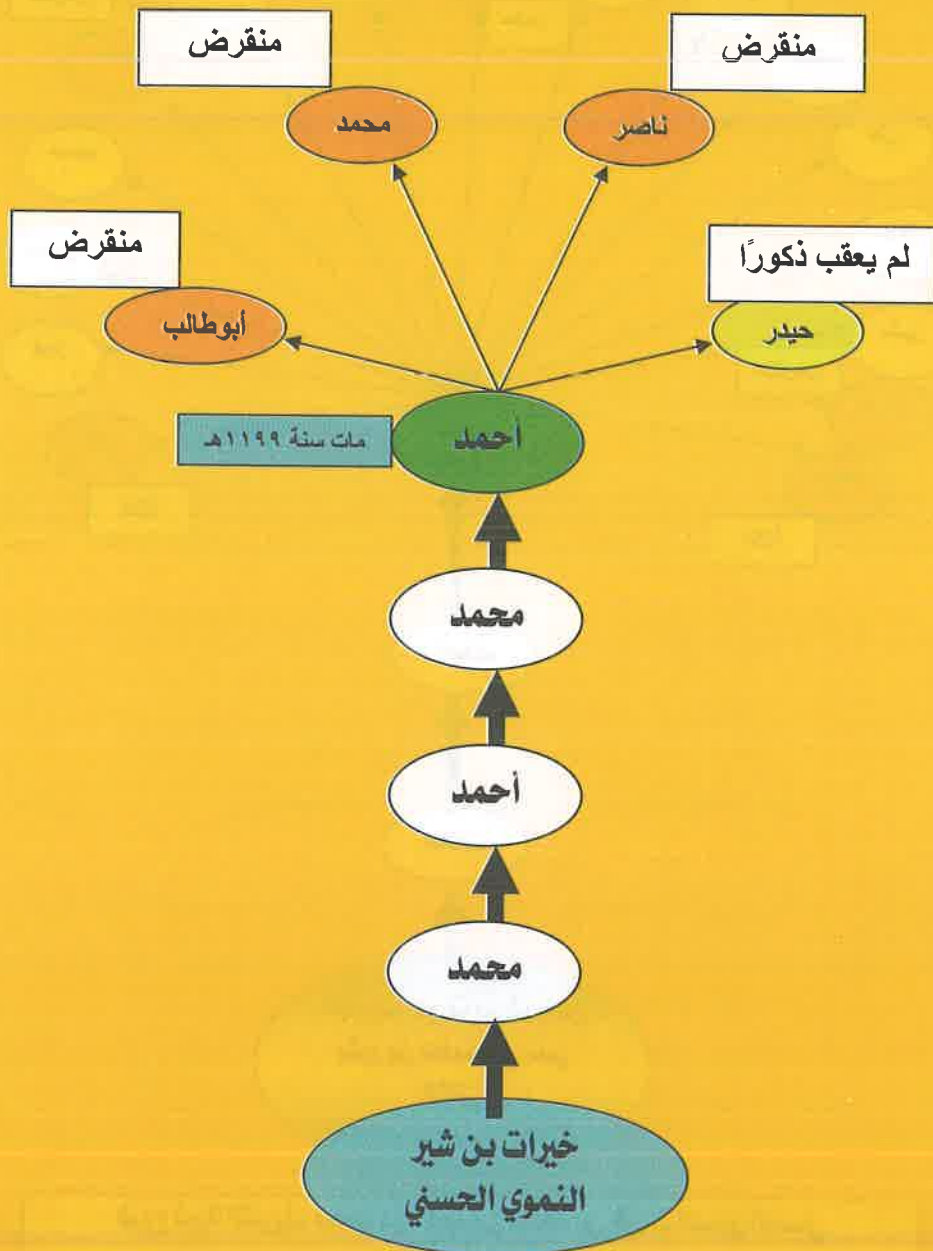 منقرض
منقرض
ناصر
محمد
لم يعقب ذكورًا
منقرض
حيدر
أبوطالب
أحمد
مات سنة ١١٩٩هـ
محمد
أحمد
محمد
خيرات بن شير
النموي الحسني